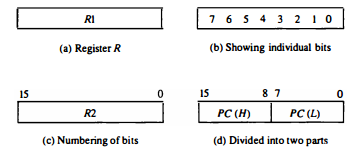 R1
7 6 5 4 3 2 1 0
(a) Register R
(b) Showing individual bits
15 0
R2
15 8 7 0
PC (H) PC (L)
(c) Numbering of bits
(d) Divided into two parts